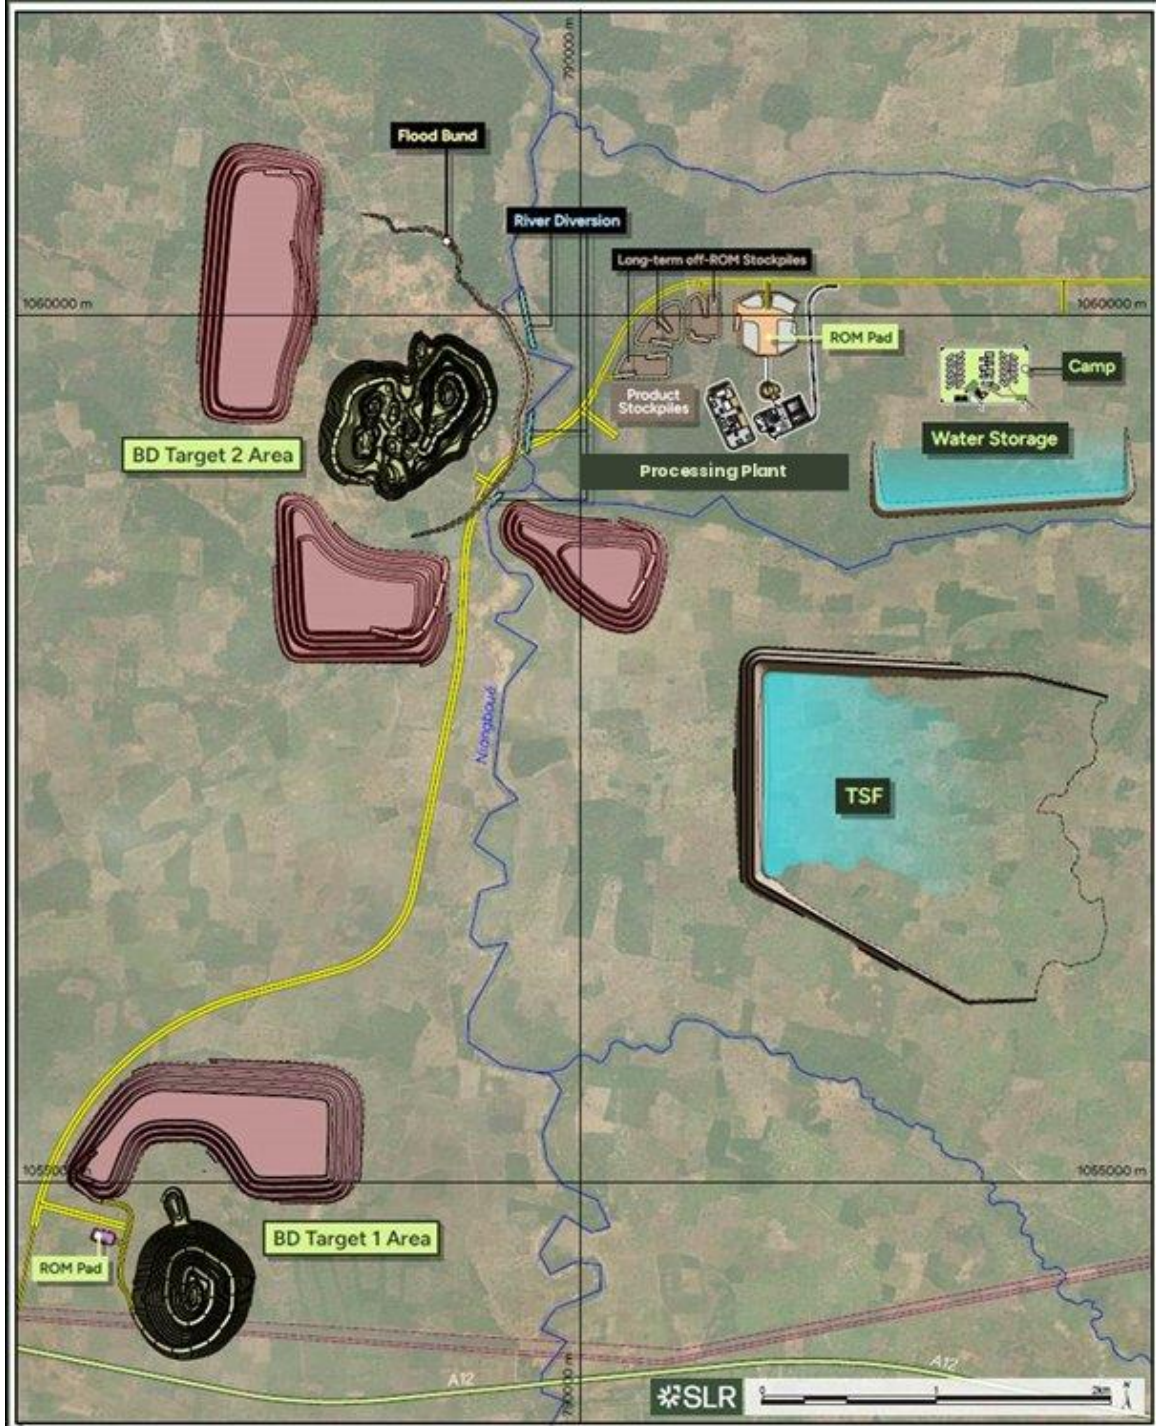 790000 m
Flood Bund
River Diversion
Long-term off-ROM Stockpiles
1060000 m
1060000 m
ROM Pad
Camp
Product
Stockpiles
Water Storage
BD Target 2 Area
Processing Plant
Niangboué
TSF
1055000 m
1055000 m
BD Target 1 Area
ROM Pad
A12
A12
790000 m
SLR
0
1
2km
N